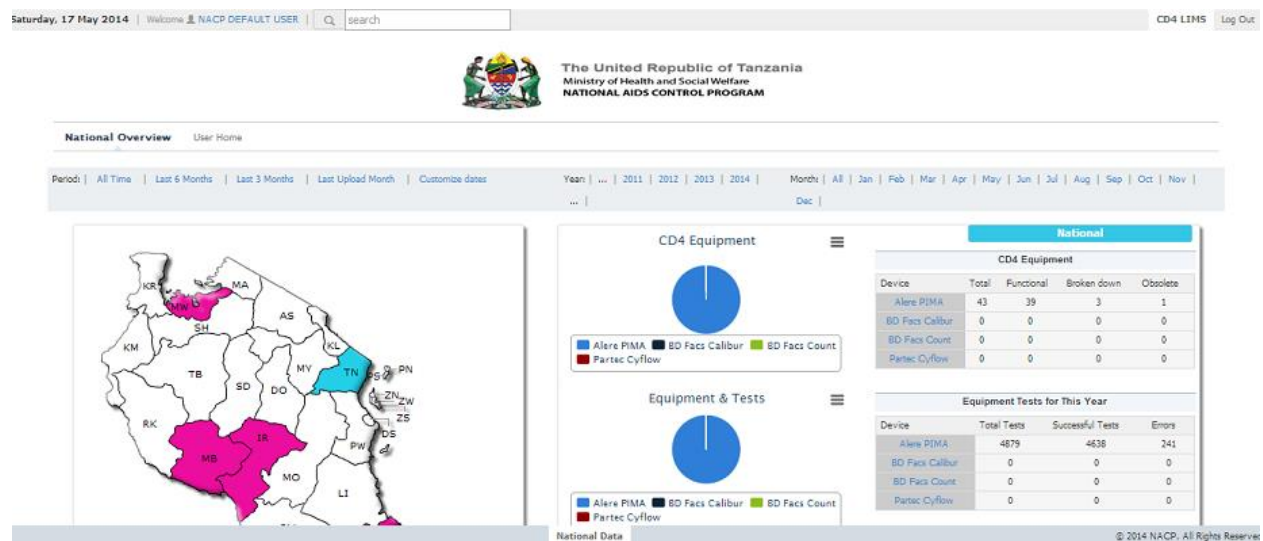 Saturday, 17 May 2014 | Welcome NACP DEFAULT USER | search
CD4 LIMS Log Out
The United Republic of Tanzania
Ministry of Health and Social Welfare
NATIONAL AIDS CONTROL PROGRAM
National Overview User Home
Period: | All Time | Last 6 Months | Last 3 Months | Last Upload Month | Customize dates
Year: | ... | 2011 | 2012 | 2013 | 2014 |
... |
Month: | All | Jan | Feb | Mar | Apr | May | Jun | Jul | Aug | Sep | Oct | Nov |
Dec |
KR
MW
MA
SH
AS
KM
KL
TB
SD
MY
TN
DO
PS
PN
ZN
ZW
ZS
RK
IR
DS
PW
MB
MO
LI
CD4 Equipment
Alere PIMA BD Facs Calibur BD Facs Count
Partec Cyflow
Equipment & Tests
Alere PIMA BD Facs Calibur BD Facs Count
Partec Cyflow
National
CD4 Equipment
Device Total Functional Broken down Obsolete
Alere PIMA 43 39 3 1
BD Facs Calibur 0 0 0 0
BD Facs Count 0 0 0 0
Partec Cyflow 0 0 0 0
Equipment Tests for This Year
Device Total Tests Successful Tests Errors
Alere PIMA 4879 4638 241
BD Facs Calibur 0 0 0
BD Facs Count 0 0 0
Partec Cyflow 0 0 0
National Data
© 2014 NACP. All Rights Reserved